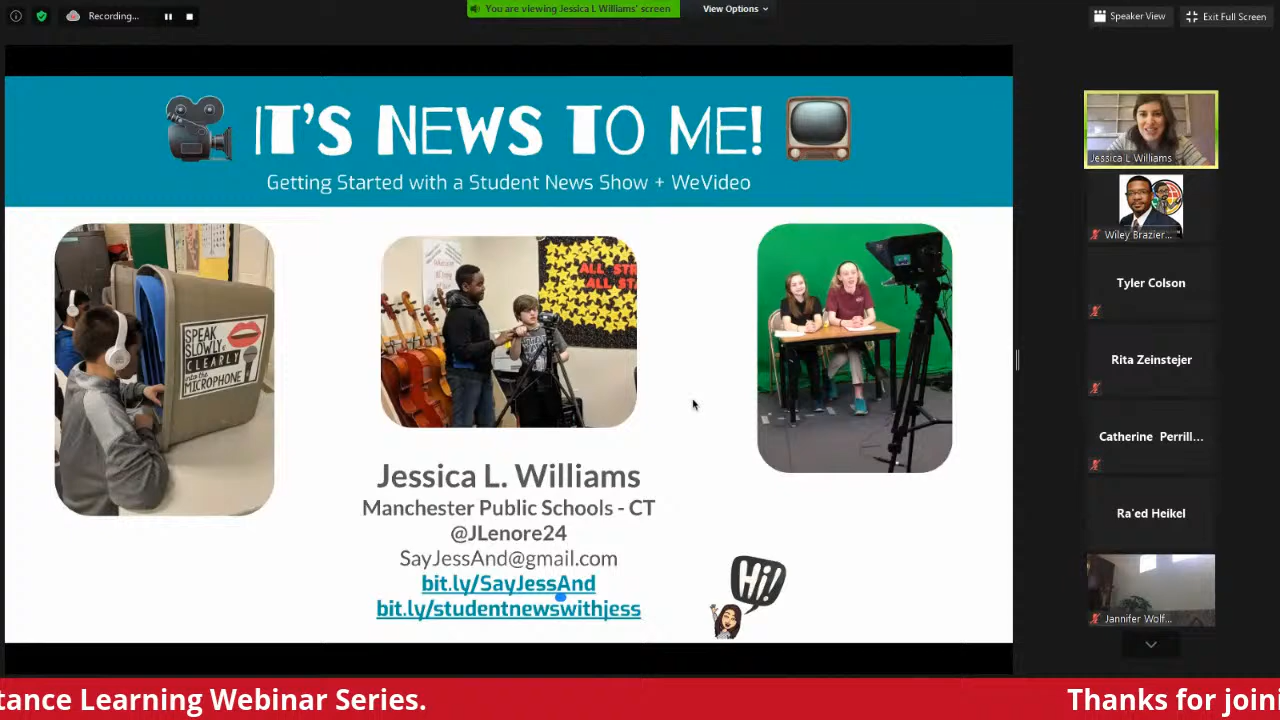 Recording...
You are viewing Jessica L Williams' screen
View Options
Speaker View
Exit Full Screen
IT'S NEWS TO ME!
Getting Started with a Student News Show + WeVideo
SPEAK
SLOWLY &
CLEARLY
into the
MICROPHONE
ALL STA
ALL STA
Jessica L. Williams
Manchester Public Schools - CT
@JLenore24
SayJessAnd@gmail.com
bit.ly/SayJessAnd
bit.ly/studentnewswithjess
Hi!
Jessica L Williams
Wiley Brazier...
Tyler Colson
Rita Zeinstejer
Catherine Perrill...
Ra'ed Heikel
Jannifer Wolf...
tance Learning Webinar Series.
Thanks for joini